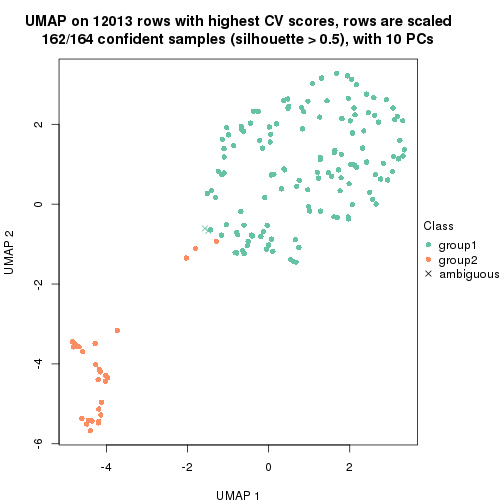 UMAP on 12013 rows with highest CV scores, rows are scaled
162/164 confident samples (silhouette > 0.5), with 10 PCs
2
0
-2
-4
-6
UMAP 2
-4
-2
0
2
UMAP 1
Class
group1
group2
ambiguous